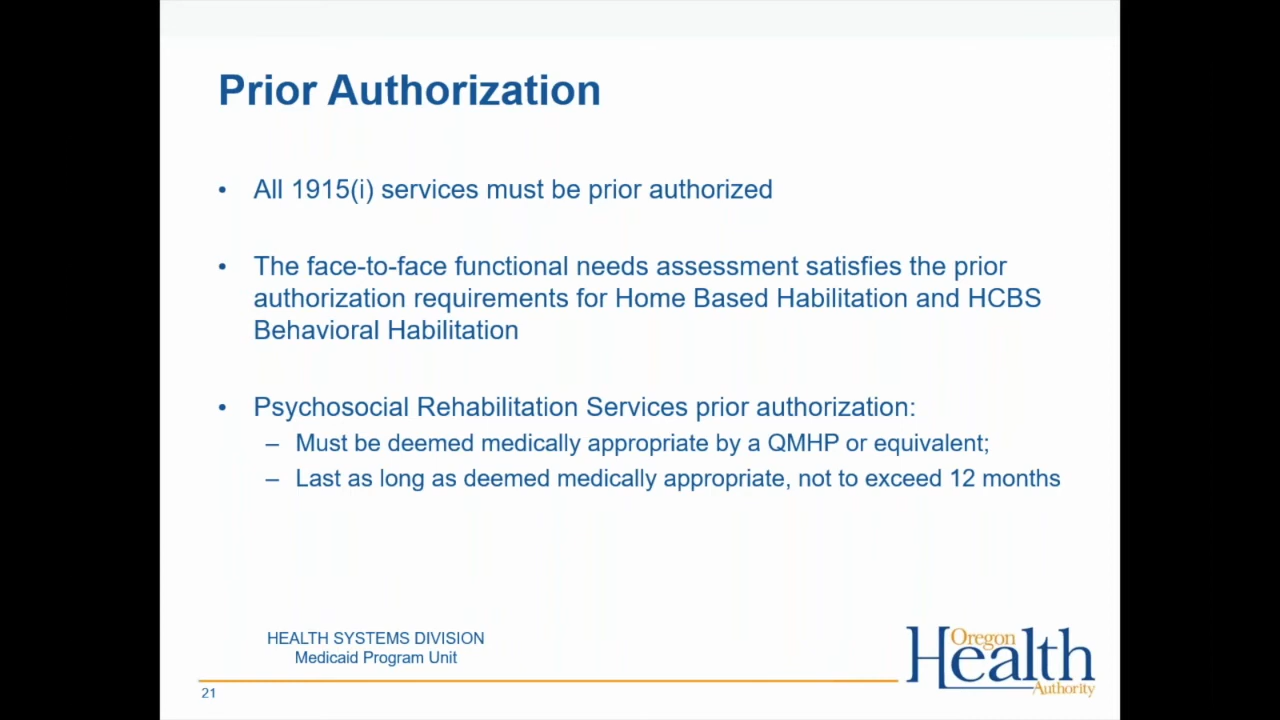 Prior Authorization
• All 1915(i) services must be prior authorized
• The face-to-face functional needs assessment satisfies the prior
authorization requirements for Home Based Habilitation and HCBS
Behavioral Habilitation
• Psychosocial Rehabilitation Services prior authorization:
– Must be deemed medically appropriate by a QMHP or equivalent;
– Last as long as deemed medically appropriate, not to exceed 12 months
HEALTH SYSTEMS DIVISION
Medicaid Program Unit
21
Oregon
Health
Authority